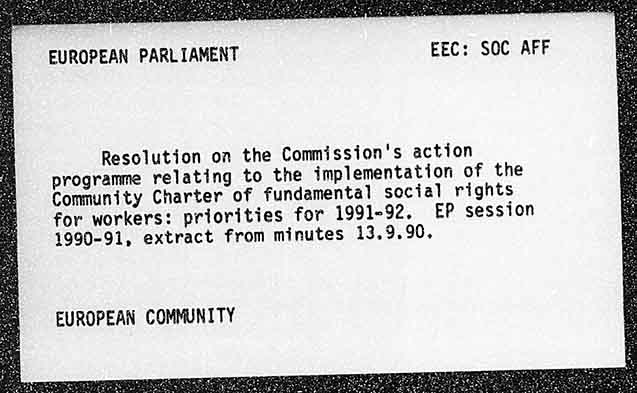 EUROPEAN PARLIAMENT EEC: SOC AFF
Resolution on the Commission's action
programme relating to the implementation of the
Community Charter of fundamental social rights
for workers: priorities for 1991-92. EP session
1990-91, extract from minutes 13.9.90.
EUROPEAN COMMUNITY